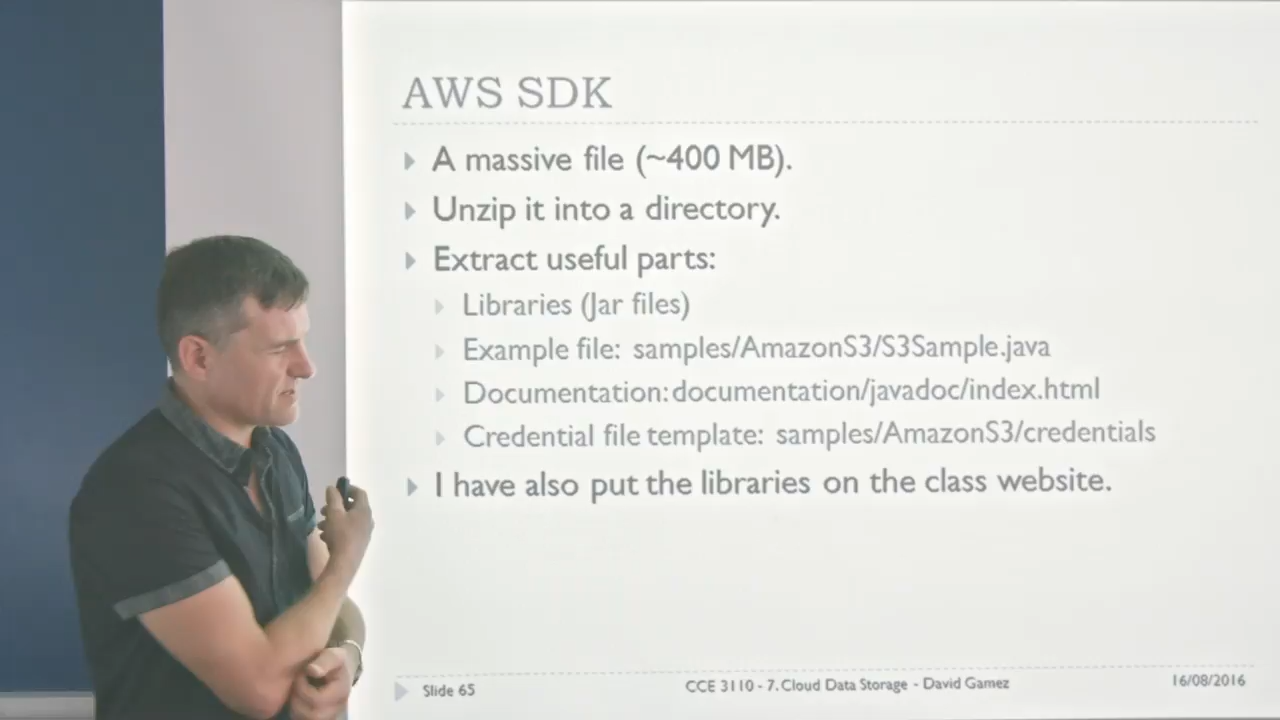 AWS SDK
A massive file (~400 MB).
Unzip it into a directory.
Extract useful parts:
Libraries (Jar files)
Example file: samples/AmazonS3/S3Sample.java
Documentation: documentation/javadoc/index.html
Credential file template: samples/AmazonS3/credentials
I have also put the libraries on the class website.
Slide 65
CCE 3110 - 7. Cloud Data Storage - David Gamez
16/08/2016